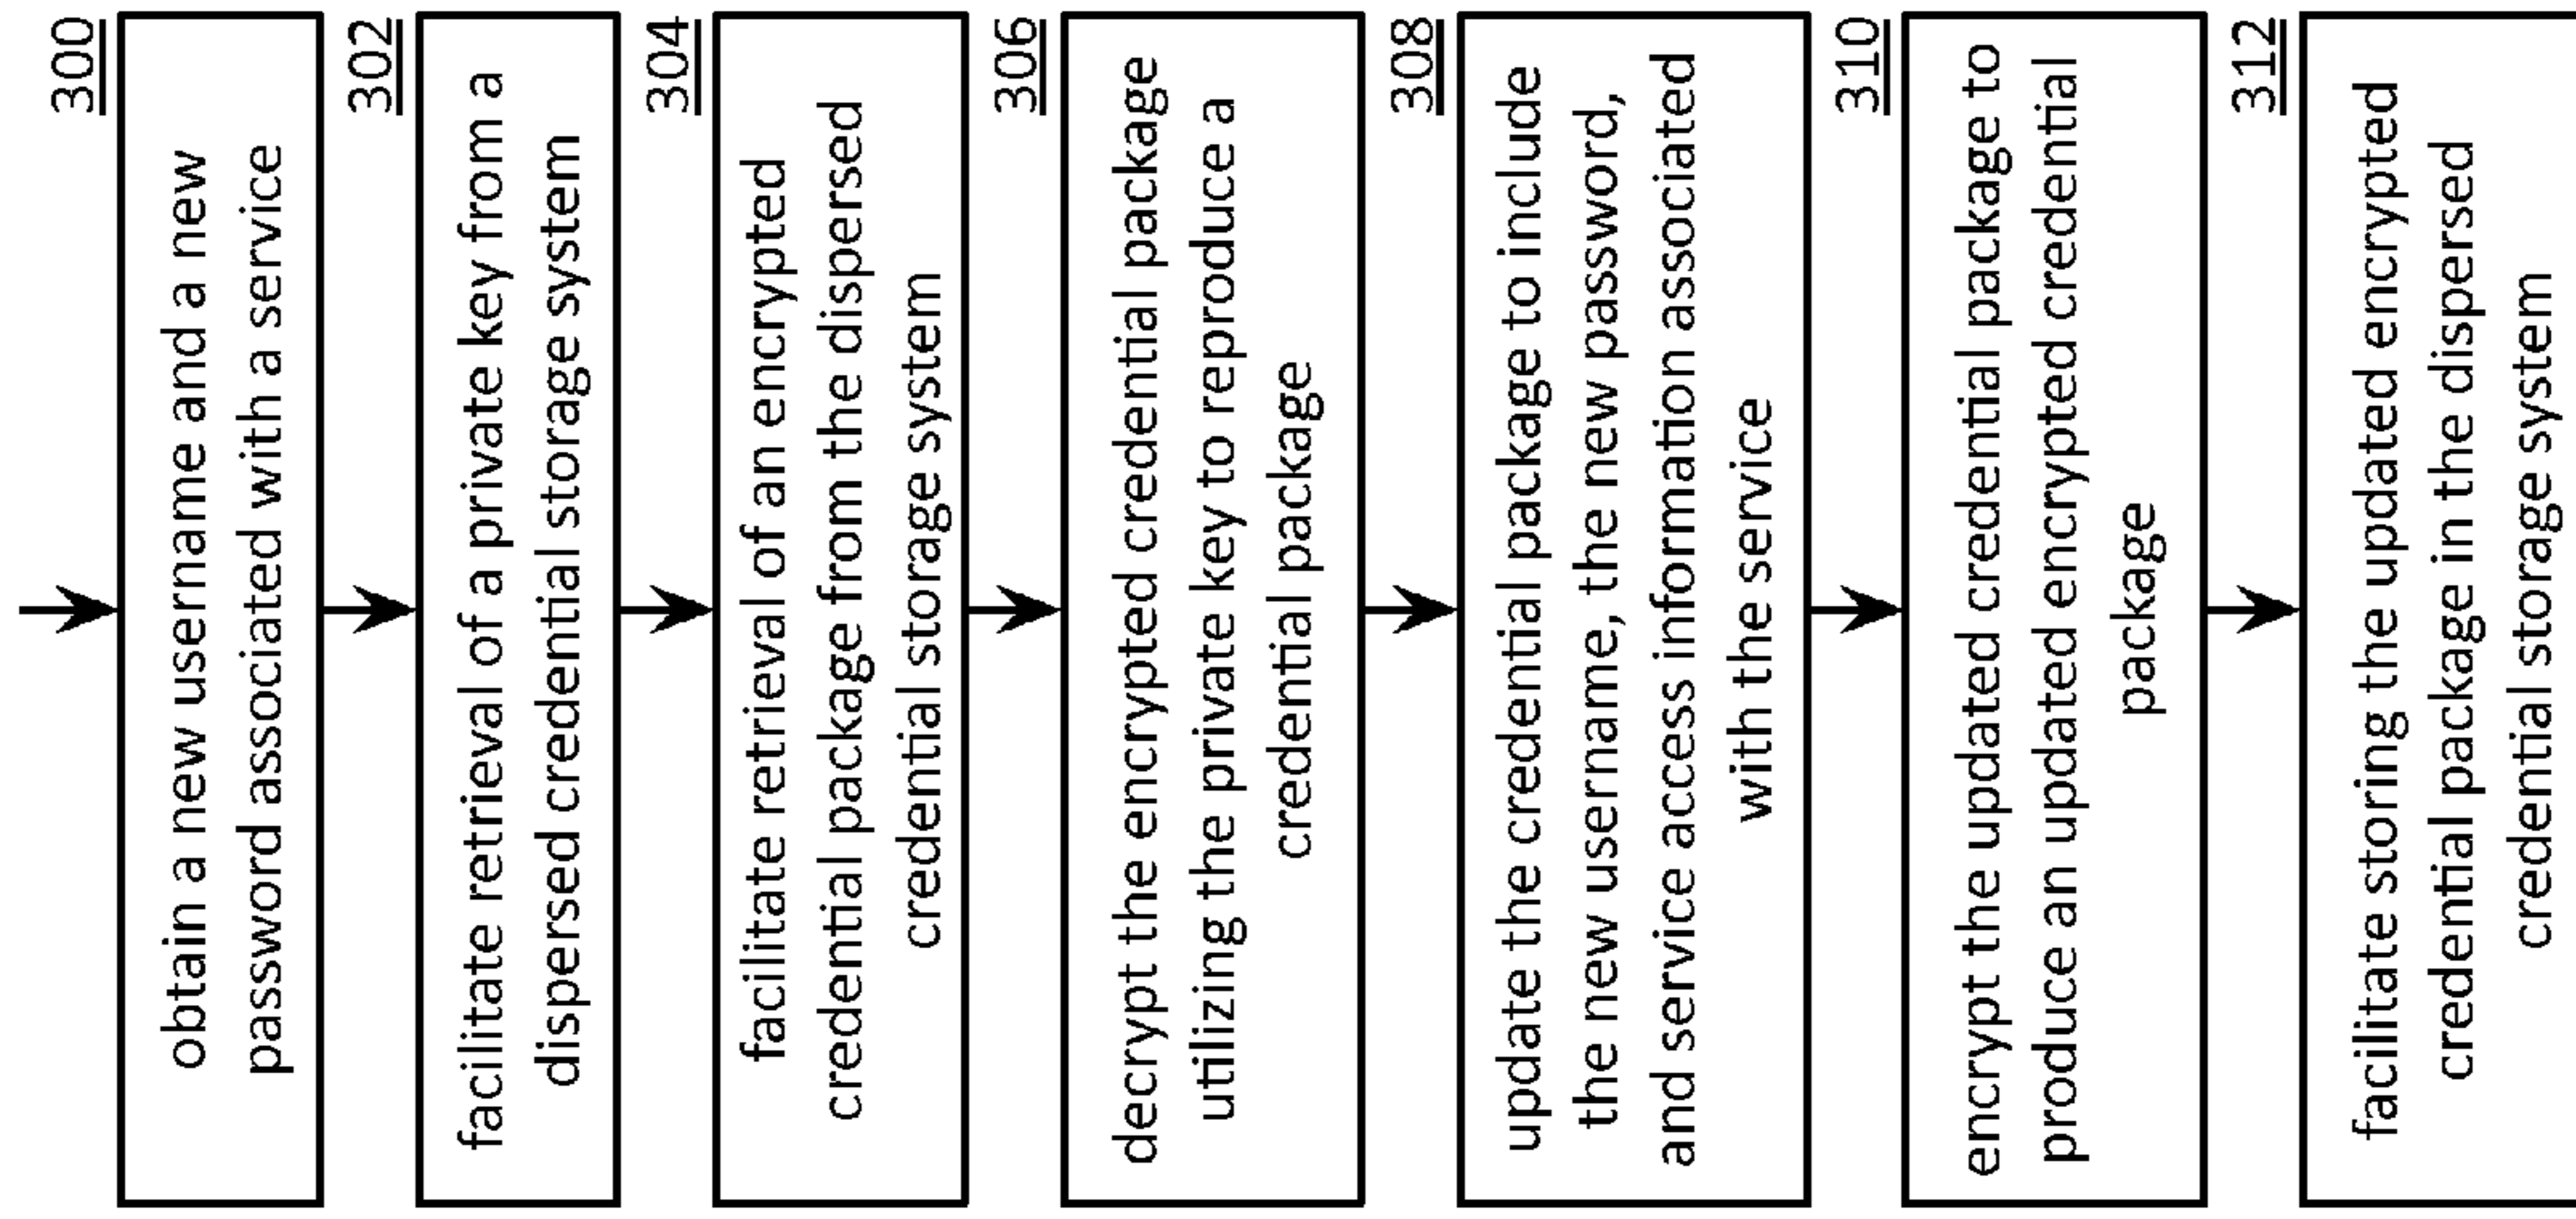 300
obtain a new username and a new
password associated with a service
302
facilitate retrieval of a private key from a
dispersed credential storage system
304
facilitate retrieval of an encrypted
credential package from the dispersed
credential storage system
306
decrypt the encrypted credential package
utilizing the private key to reproduce a
credential package
308
update the credential package to include
the new username, the new password,
and service access information associated
with the service
310
encrypt the updated credential package to
produce an updated encrypted credential
package
312
facilitate storing the updated encrypted
credential package in the dispersed
credential storage system